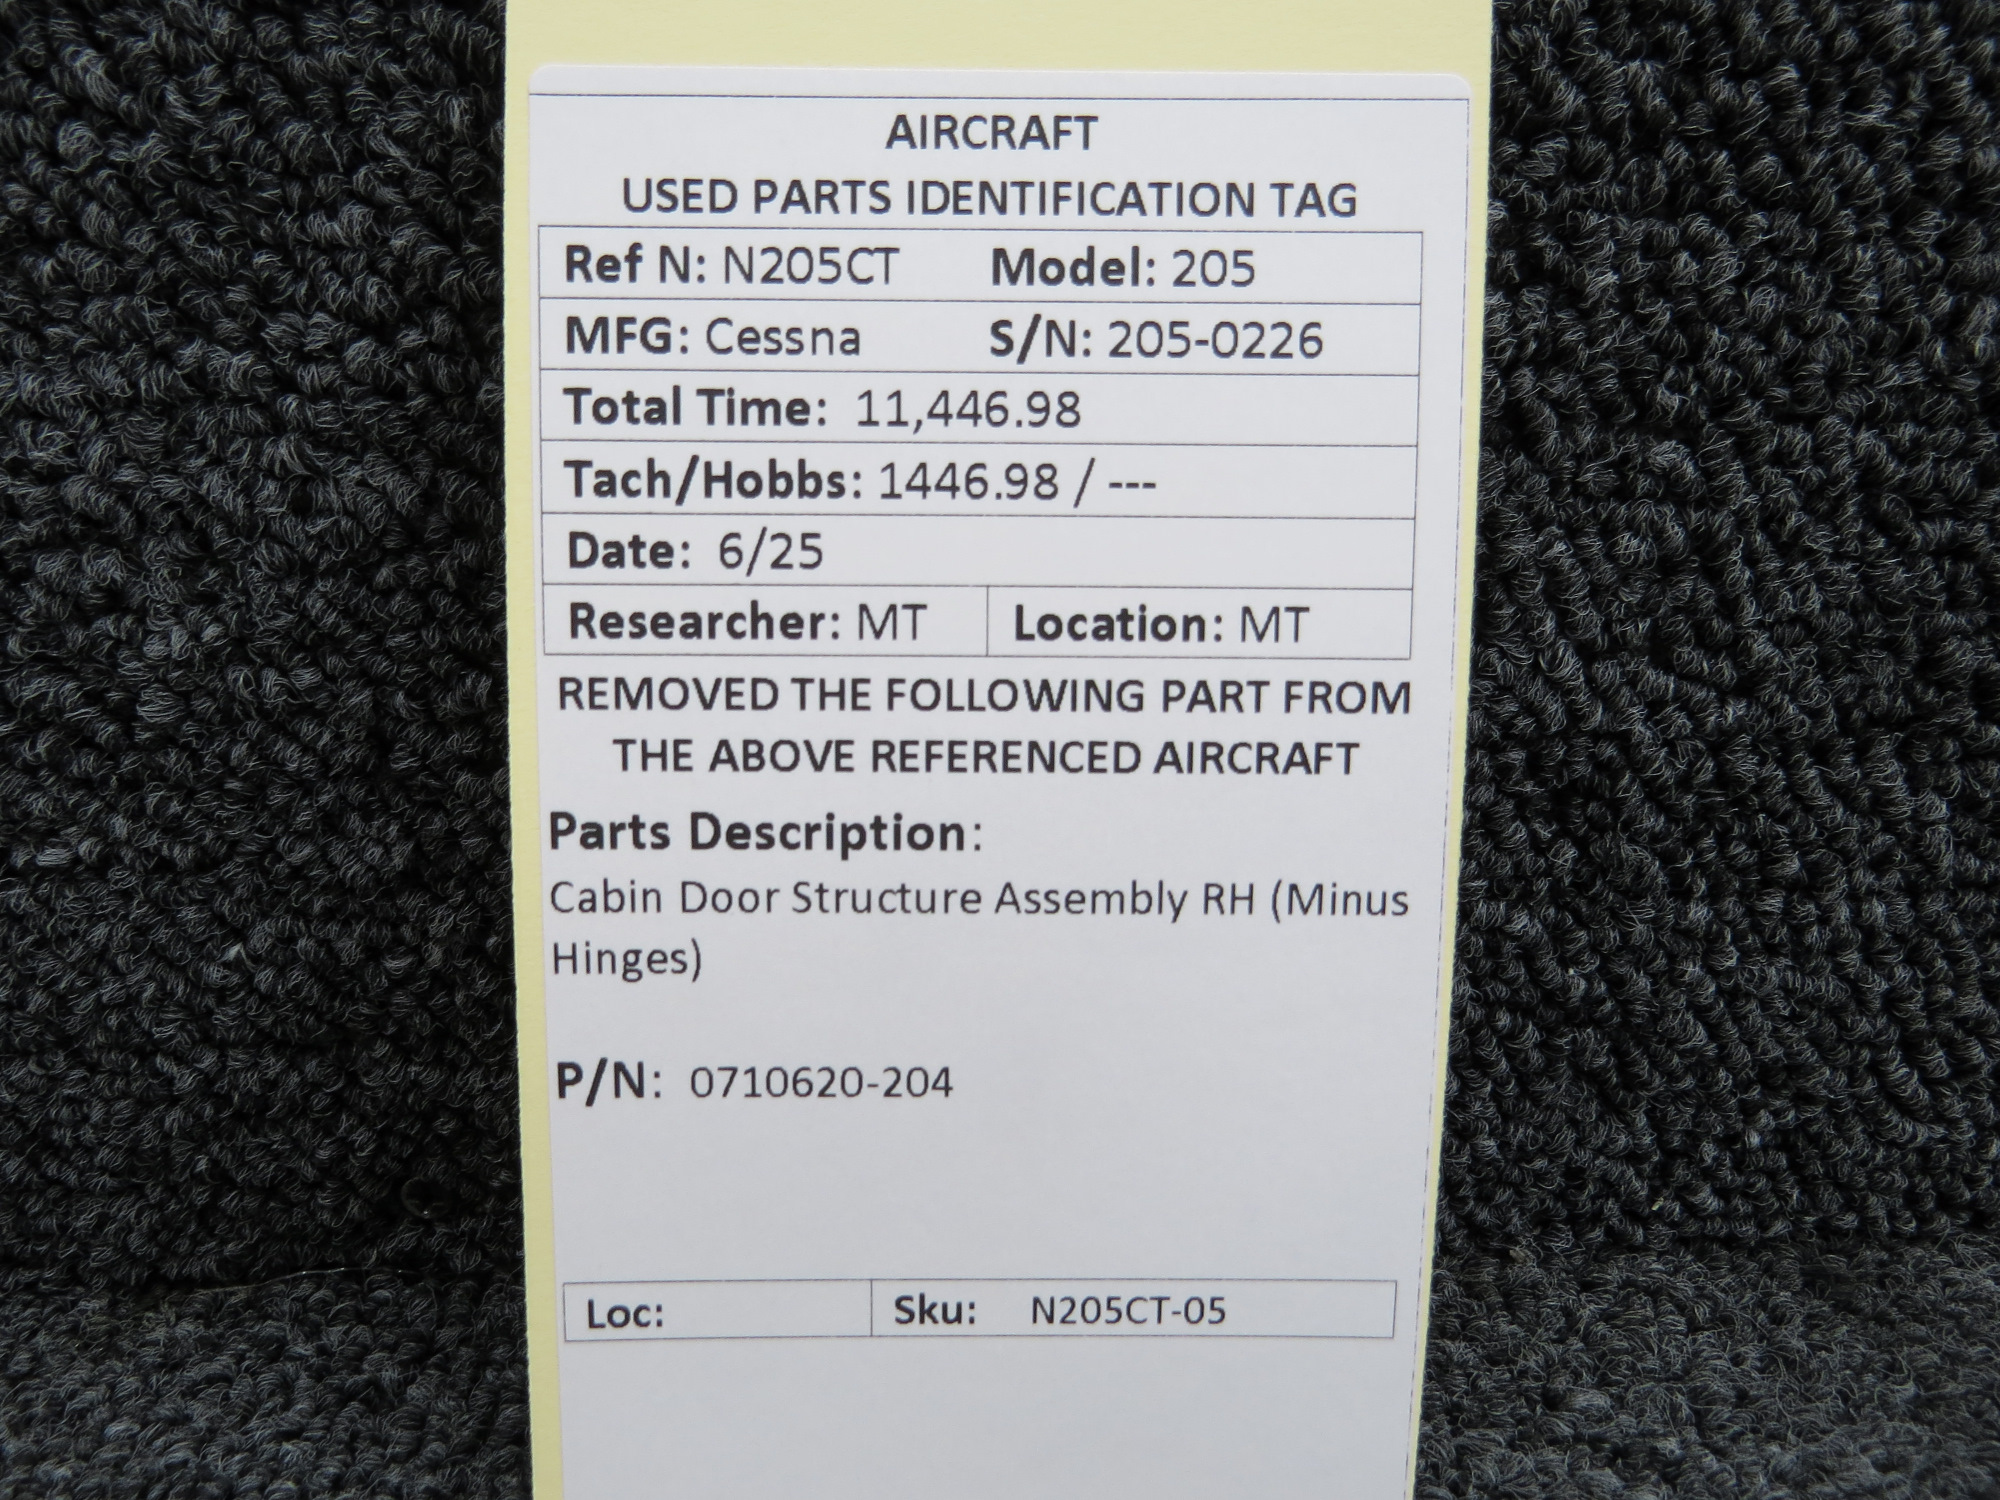 AIRCRAFT
USED PARTS IDENTIFICATION TAG
Ref N: N205CT Model: 205
MFG: Cessna S/N: 205-0226
Total Time: 11,446.98
Tach/Hobbs: 1446.98 / ---
Date: 6/25
Researcher: MT Location: MT
REMOVED THE FOLLOWING PART FROM
THE ABOVE REFERENCED AIRCRAFT
Parts Description:
Cabin Door Structure Assembly RH (Minus
Hinges)
P/N: 0710620-204
Loc: Sku: N205CT-05